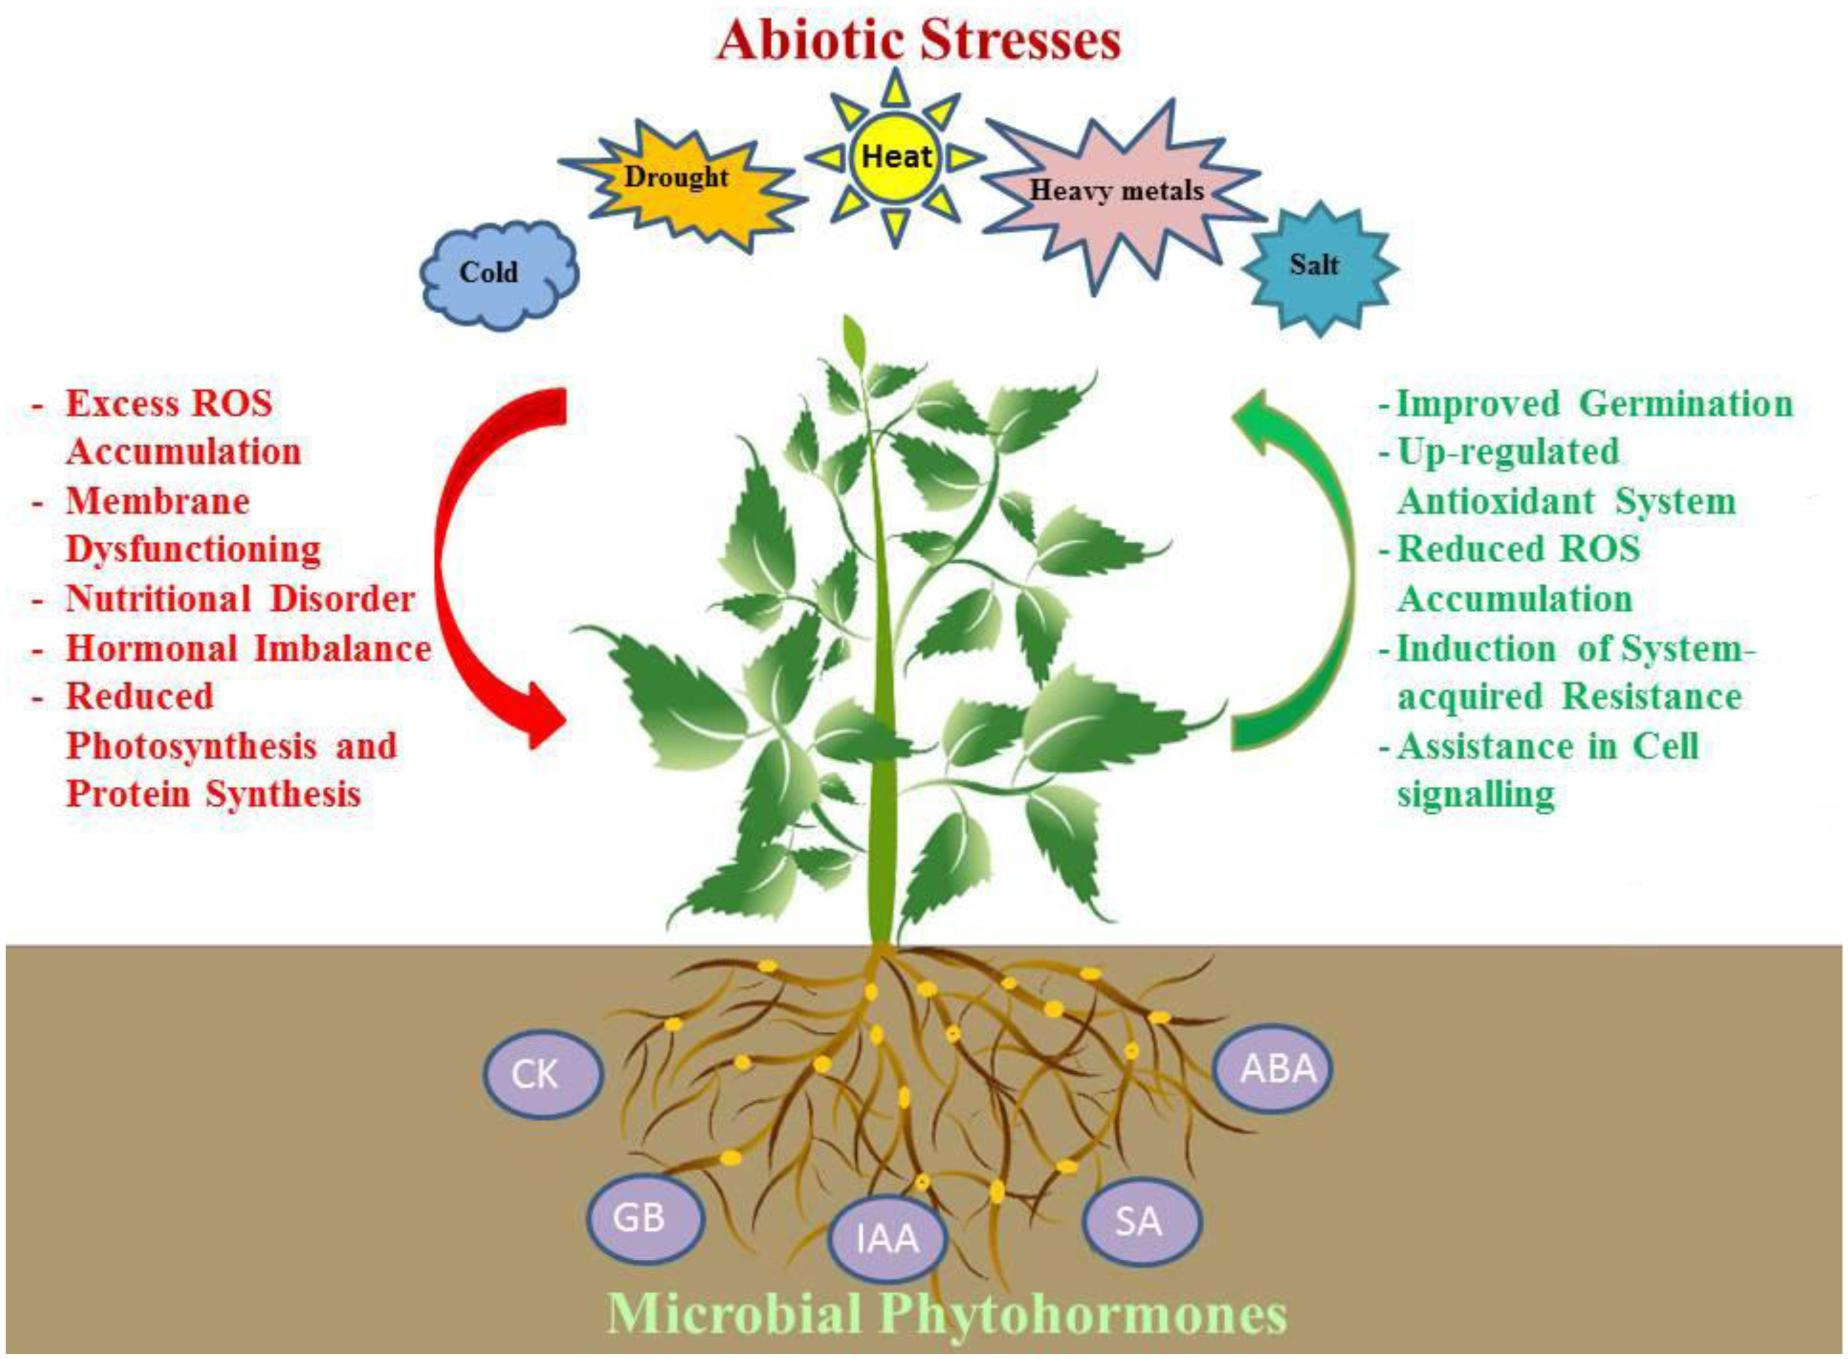 Abiotic Stresses
Heat
Drought
Heavy metals
Cold
Salt
- Excess ROS
Accumulation
- Membrane
Dysfunctioning
- Nutritional Disorder
- Hormonal Imbalance
- Reduced
Photosynthesis and
Protein Synthesis
- Improved Germination
- Up-regulated
Antioxidant System
- Reduced ROS
Accumulation
- Induction of System-
acquired Resistance
- Assistance in Cell
signalling
CK
ABA
GB
IAA
SA
Microbial Phytohormones